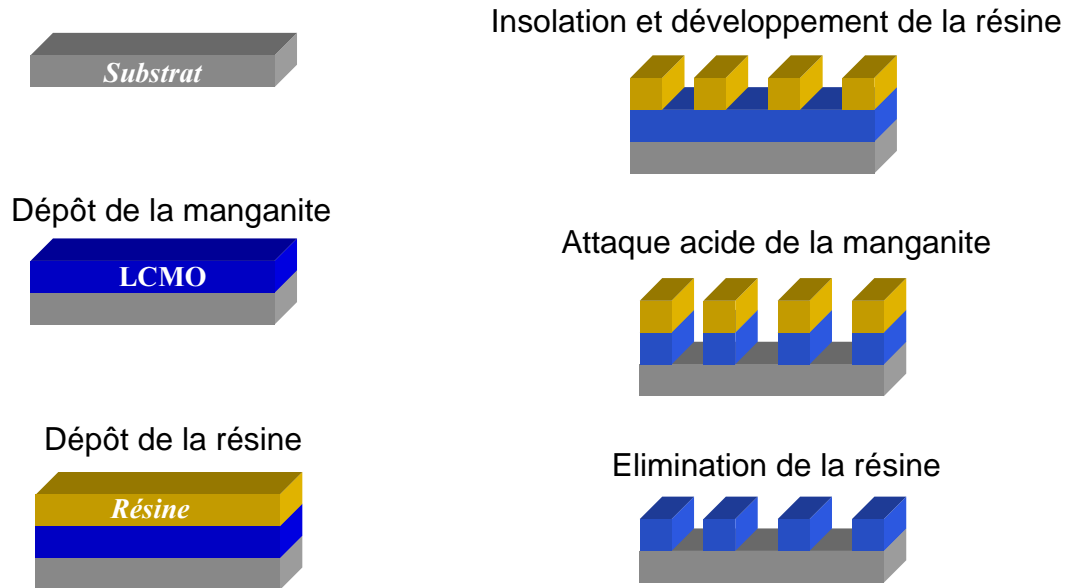 Substrat
Dépôt de la manganite
LCMO
Dépôt de la résine
Résine
Insolation et développement de la résine
Attaque acide de la manganite
Elimination de la résine